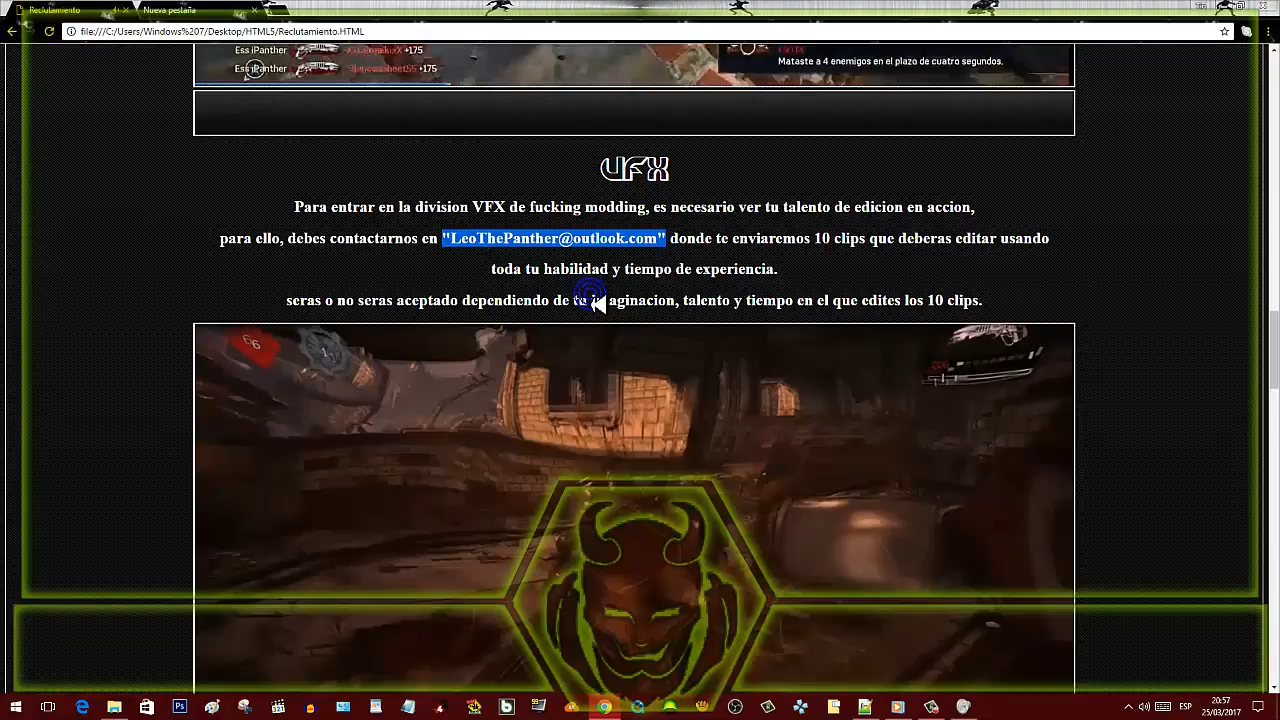 Reclutamiento
Nueva pestaña
file:///C:/Users/Windows%207/Desktop/HTML5/Reclutamiento.HTML
Ess iPanther +175
Ess iPanther +175
Mataste a 4 enemigos en el plazo de cuatro segundos.
VFX
Para entrar en la division VFX de fucking modding, es necesario ver tu talento de edicion en accion,
para ello, debes contactarnos en "LeoThePanther@outlook.com" donde te enviaremos 10 clips que deberas editar usando
toda tu habilidad y tiempo de experiencia.
seras o no seras aceptado dependiendo de tu imaginacion, talento y tiempo en el que edites los 10 clips.
66
ESP
20:57
25/03/2017